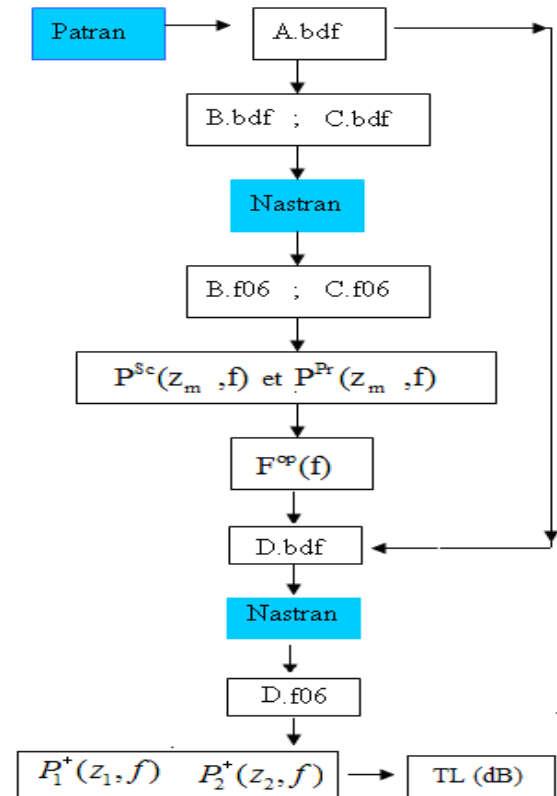 Patran
A.bdf
B.bdf ; C.bdf
Nastran
B.f06 ; C.f06
P^Sc(z_m ,f) et P^Pr(z_m ,f)
F^op(f)
D.bdf
Nastran
D.f06
P_1^+(z_1, f) P_2^+(z_2, f)
TL (dB)